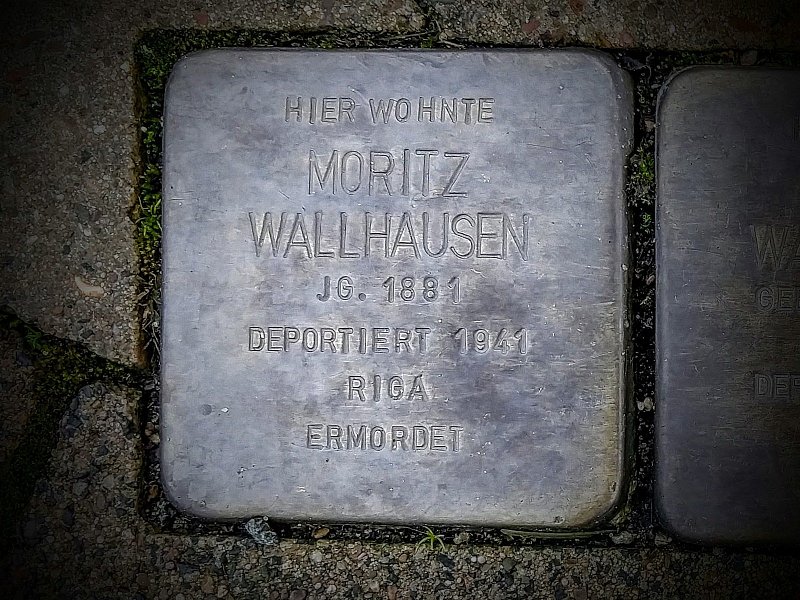 HIER WOHNTE
MORITZ
WALLHAUSEN
JG. 1881
DEPORTIERT 1941
RIGA
ERMORDET